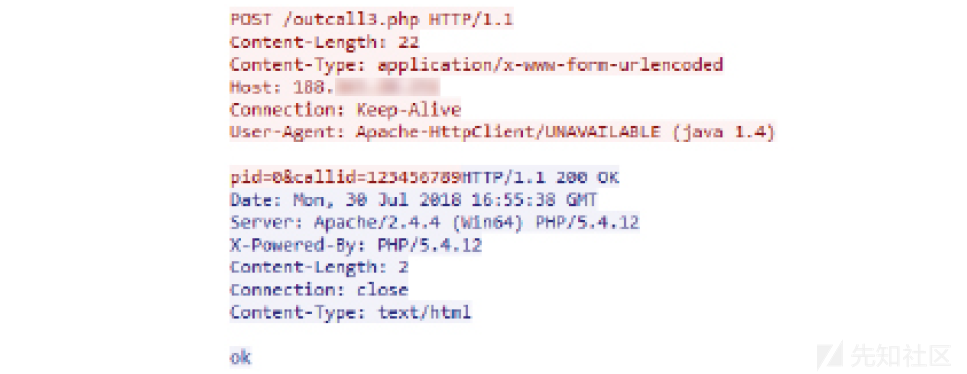 POST /outcall3.php HTTP/1.1
Content-Length: 22
Content-Type: application/x-www-form-urlencoded
Host: 188.
Connection: Keep-Alive
User-Agent: Apache-HttpClient/UNAVAILABLE (java 1.4)
pid=0&callid=123456789HTTP/1.1 200 OK
Date: Mon, 30 Jul 2018 16:55:38 GMT
Server: Apache/2.4.4 (Win64) PHP/5.4.12
X-Powered-By: PHP/5.4.12
Content-Length: 2
Connection: close
Content-Type: text/html
ok
先知社区